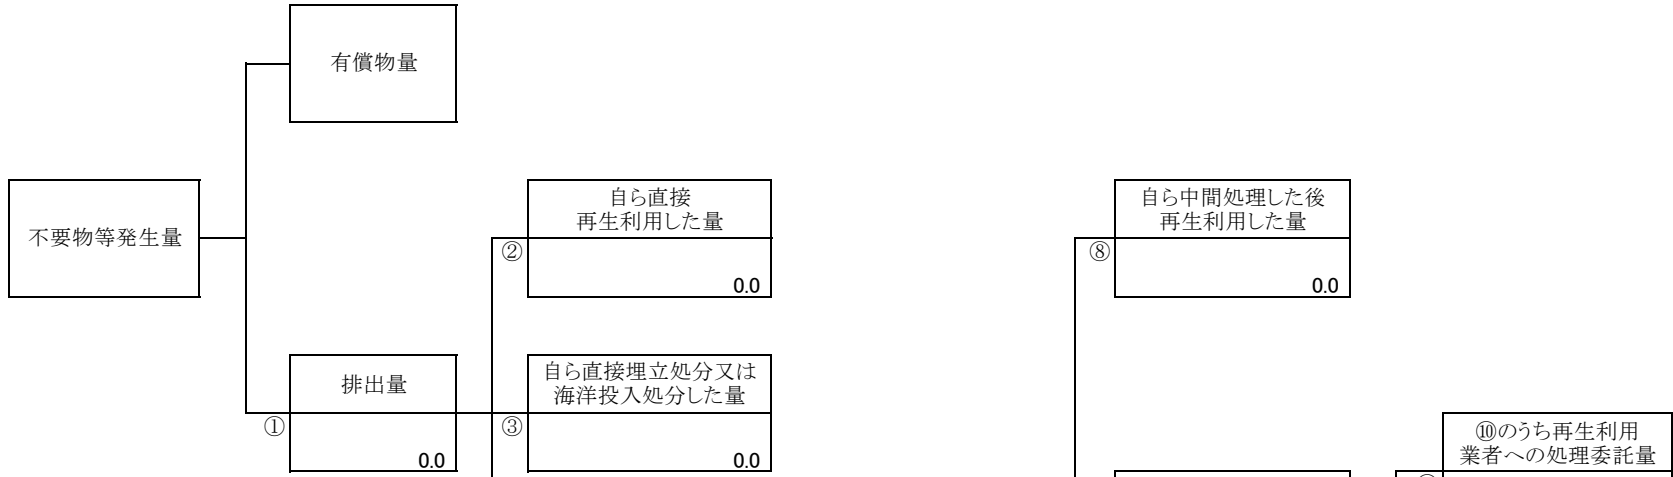 有償物量
不要物等発生量
自ら直接
再生利用した量
②
0.0
自ら中間処理した後
再生利用した量
⑧
0.0
排出量
①
0.0
自ら直接埋立処分又は
海洋投入処分した量
③
0.0
⑩のうち再生利用
業者への処理委託量